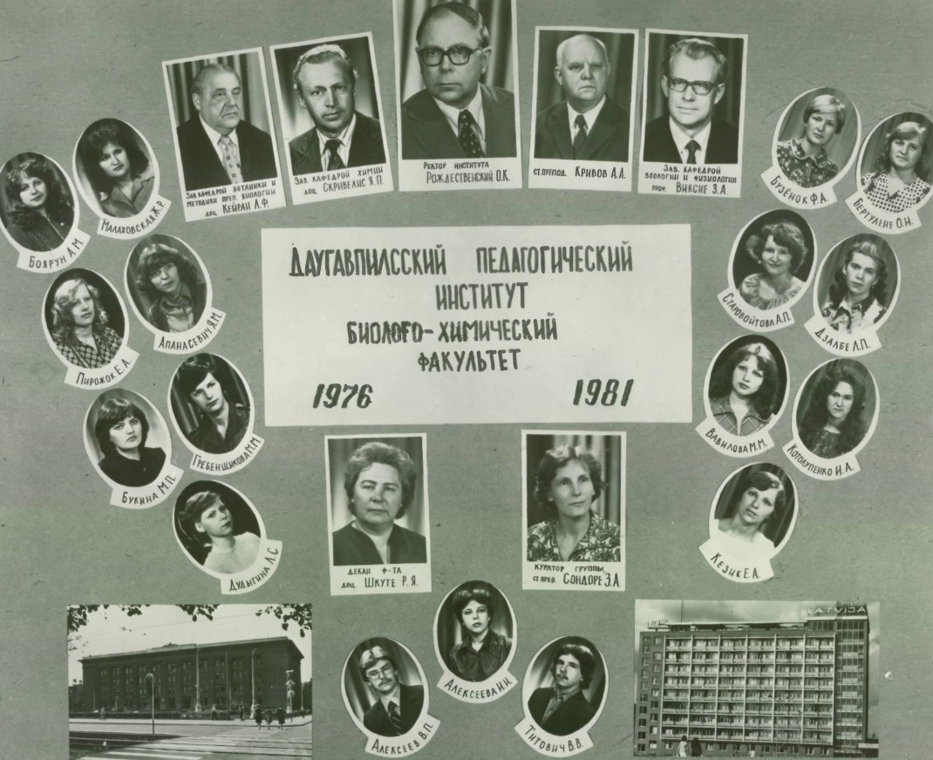 ЗАВ. КАФЕДРОЙ БОТАНИКИ И
МЕТОДИКИ ПРЕП. БИОЛОГИИ
ДОЦ. КЕЙРАН А.Ф.
ЗАВ. КАФЕДРОЙ ХИМИИ
ДОЦ. СКРИВЕЛИС Я.П.
РЕКТОР ИНСТИТУТА
РОЖДЕСТВЕНСКИЙ О.К.
СТ.ПРЕПОД. КРИВОВ А.Л.
ЗАВ. КАФЕДРОЙ
ЗООЛОГИИ И ФИЗИОЛОГИИ
ПРОФ. ВИКСНЕ З.А.
БОЯРУН А.М.
МАЛАХОВСКАЯ Ж.Р.
БУЗЁНОК Ф.А.
БЕРТУЛЕНЕ О.Н.
ДАУГАВПИЛССКИЙ ПЕДАГОГИЧЕСКИЙ
ИНСТИТУТ
БИОЛОГО-ХИМИЧЕСКИЙ
ФАКУЛЬТЕТ
1976 1981
ПИРОЖОК Е.А.
АПАНАСЕВИЧ Я.М.
СТАРОВОЙТОВА А.П.
ДЗАЛБЕ Л.П.
БУКИНА М.П.
ГРЕБЕНЩИКОВА М.М.
ВАВИЛОВА М.М.
КОТОЛУПЕНКО Н.А.
ДУДЫГИНА Л.С.
КЕЗИК Е.А.
ДЕКАН Ф-ТА
ДОЦ. ШКУТЕ Р.Я.
КУРАТОР ГРУППЫ
СТ.ПРЕП. СОНДОРЕ З.А.
АЛЕКСЕЕВ В.П.
АЛЕКСЕЕВА Н.Н.
ТИТОВИЧ В.В.
LATVIJA